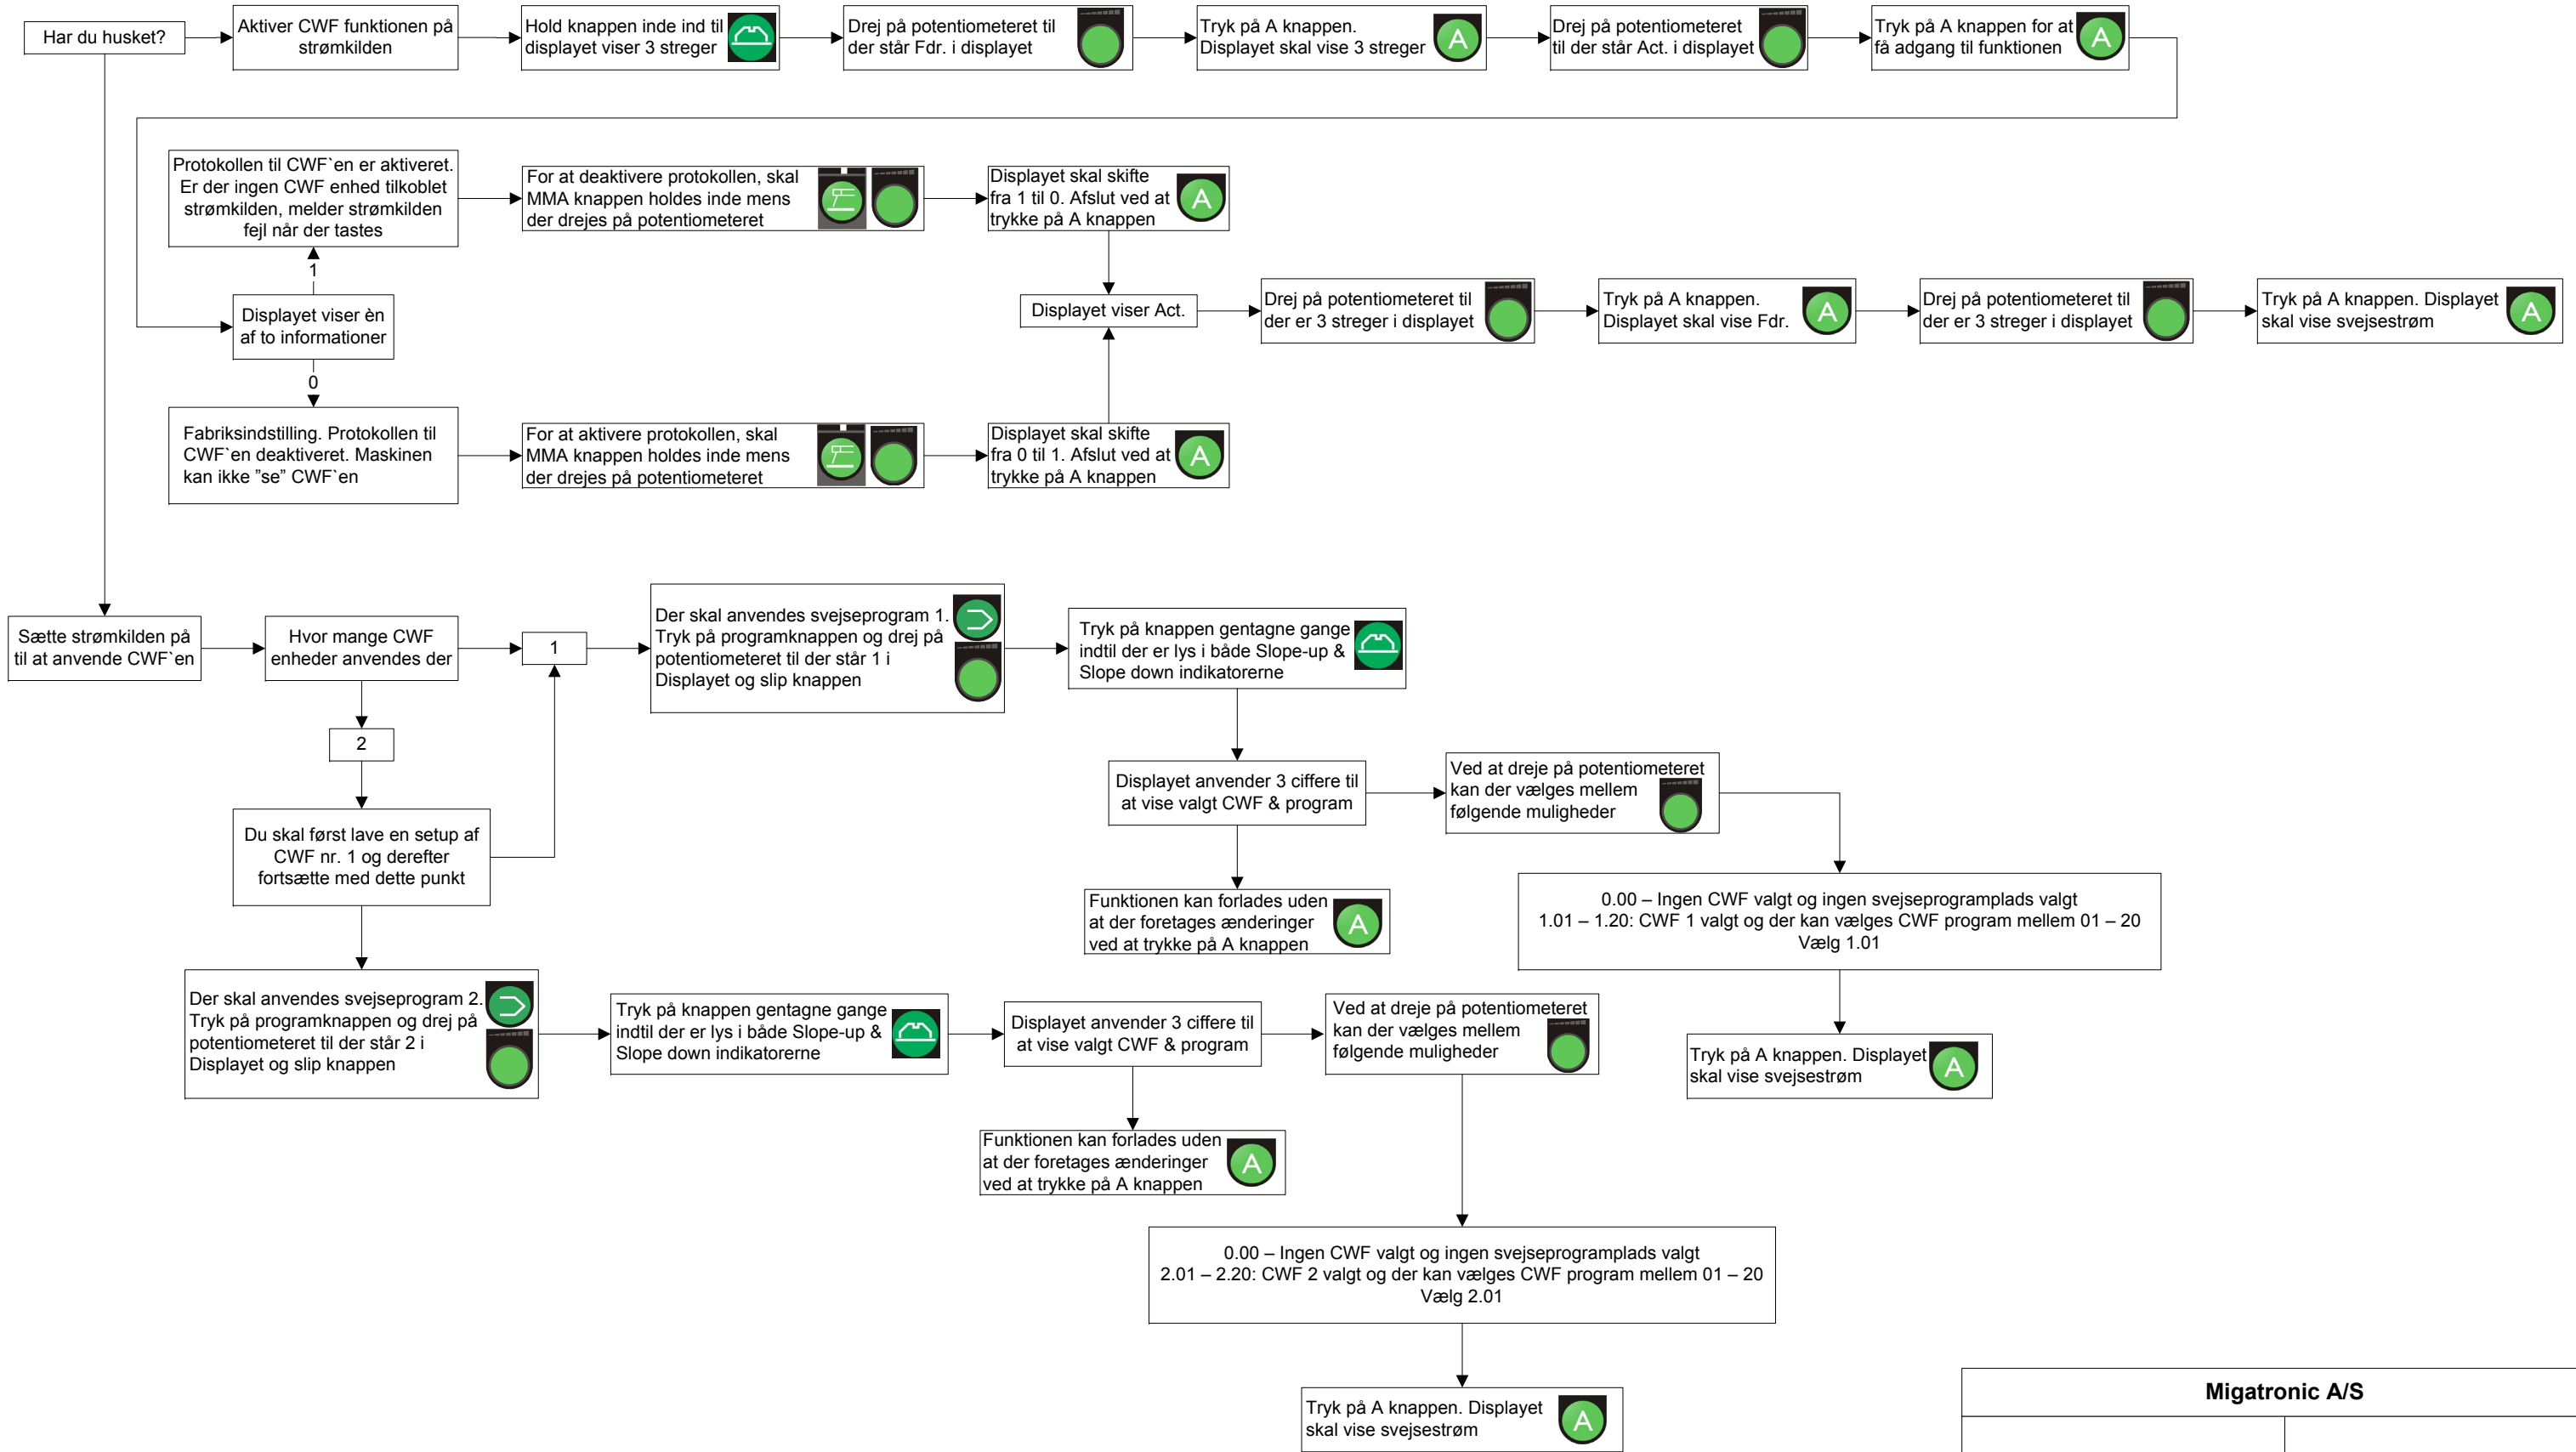 Har du husket?
Aktiver CWF funktionen på
strømkilden
Hold knappen inde ind til
displayet viser 3 streger
Drej på potentiometeret til
der står Fdr. i displayet
Tryk på A knappen.
Displayet skal vise 3 streger
A
Drej på potentiometeret
til der står Act. i displayet
Tryk på A knappen for at
få adgang til funktionen
A
Protokollen til CWF`en er aktiveret.
Er der ingen CWF enhed tilkoblet
strømkilden, melder strømkilden
fejl når der tastes
For at deaktivere protokollen, skal
MMA knappen holdes inde mens
der drejes på potentiometeret
Displayet skal skifte
fra 1 til 0. Afslut ved at
trykke på A knappen
A
1
Displayet viser èn
af to informationer
0
Displayet viser Act.
Drej på potentiometeret til
der er 3 streger i displayet
Tryk på A knappen.
Displayet skal vise Fdr.
A
Drej på potentiometeret til
der er 3 streger i displayet
Tryk på A knappen. Displayet
skal vise svejsestrøm
A
Fabriksindstilling. Protokollen til
CWF`en deaktiveret. Maskinen
kan ikke ”se” CWF`en
For at aktivere protokollen, skal
MMA knappen holdes inde mens
der drejes på potentiometeret
Displayet skal skifte
fra 0 til 1. Afslut ved at
trykke på A knappen
A
Sætte strømkilden på
til at anvende CWF`en
Hvor mange CWF
enheder anvendes der
1
Der skal anvendes svejseprogram 1.
Tryk på programknappen og drej på
potentiometeret til der står 1 i
Displayet og slip knappen
Tryk på knappen gentagne gange
indtil der er lys i både Slope-up &
Slope down indikatorerne
2
Displayet anvender 3 ciffere til
at vise valgt CWF & program
Ved at dreje på potentiometeret
kan der vælges mellem
følgende muligheder
Du skal først lave en setup af
CWF nr. 1 og derefter
fortsætte med dette punkt
Funktionen kan forlades uden
at der foretages ænderinger
ved at trykke på A knappen
A
0.00 – Ingen CWF valgt og ingen svejseprogramplads valgt
1.01 – 1.20: CWF 1 valgt og der kan vælges CWF program mellem 01 – 20
Vælg 1.01
Der skal anvendes svejseprogram 2.
Tryk på programknappen og drej på
potentiometeret til der står 2 i
Displayet og slip knappen
Tryk på knappen gentagne gange
indtil der er lys i både Slope-up &
Slope down indikatorerne
Displayet anvender 3 ciffere til
at vise valgt CWF & program
Ved at dreje på potentiometeret
kan der vælges mellem
følgende muligheder
Tryk på A knappen. Displayet
skal vise svejsestrøm
A
Funktionen kan forlades uden
at der foretages ænderinger
ved at trykke på A knappen
A
0.00 – Ingen CWF valgt og ingen svejseprogramplads valgt
2.01 – 2.20: CWF 2 valgt og der kan vælges CWF program mellem 01 – 20
Vælg 2.01
Tryk på A knappen. Displayet
skal vise svejsestrøm
A
Migatronic A/S